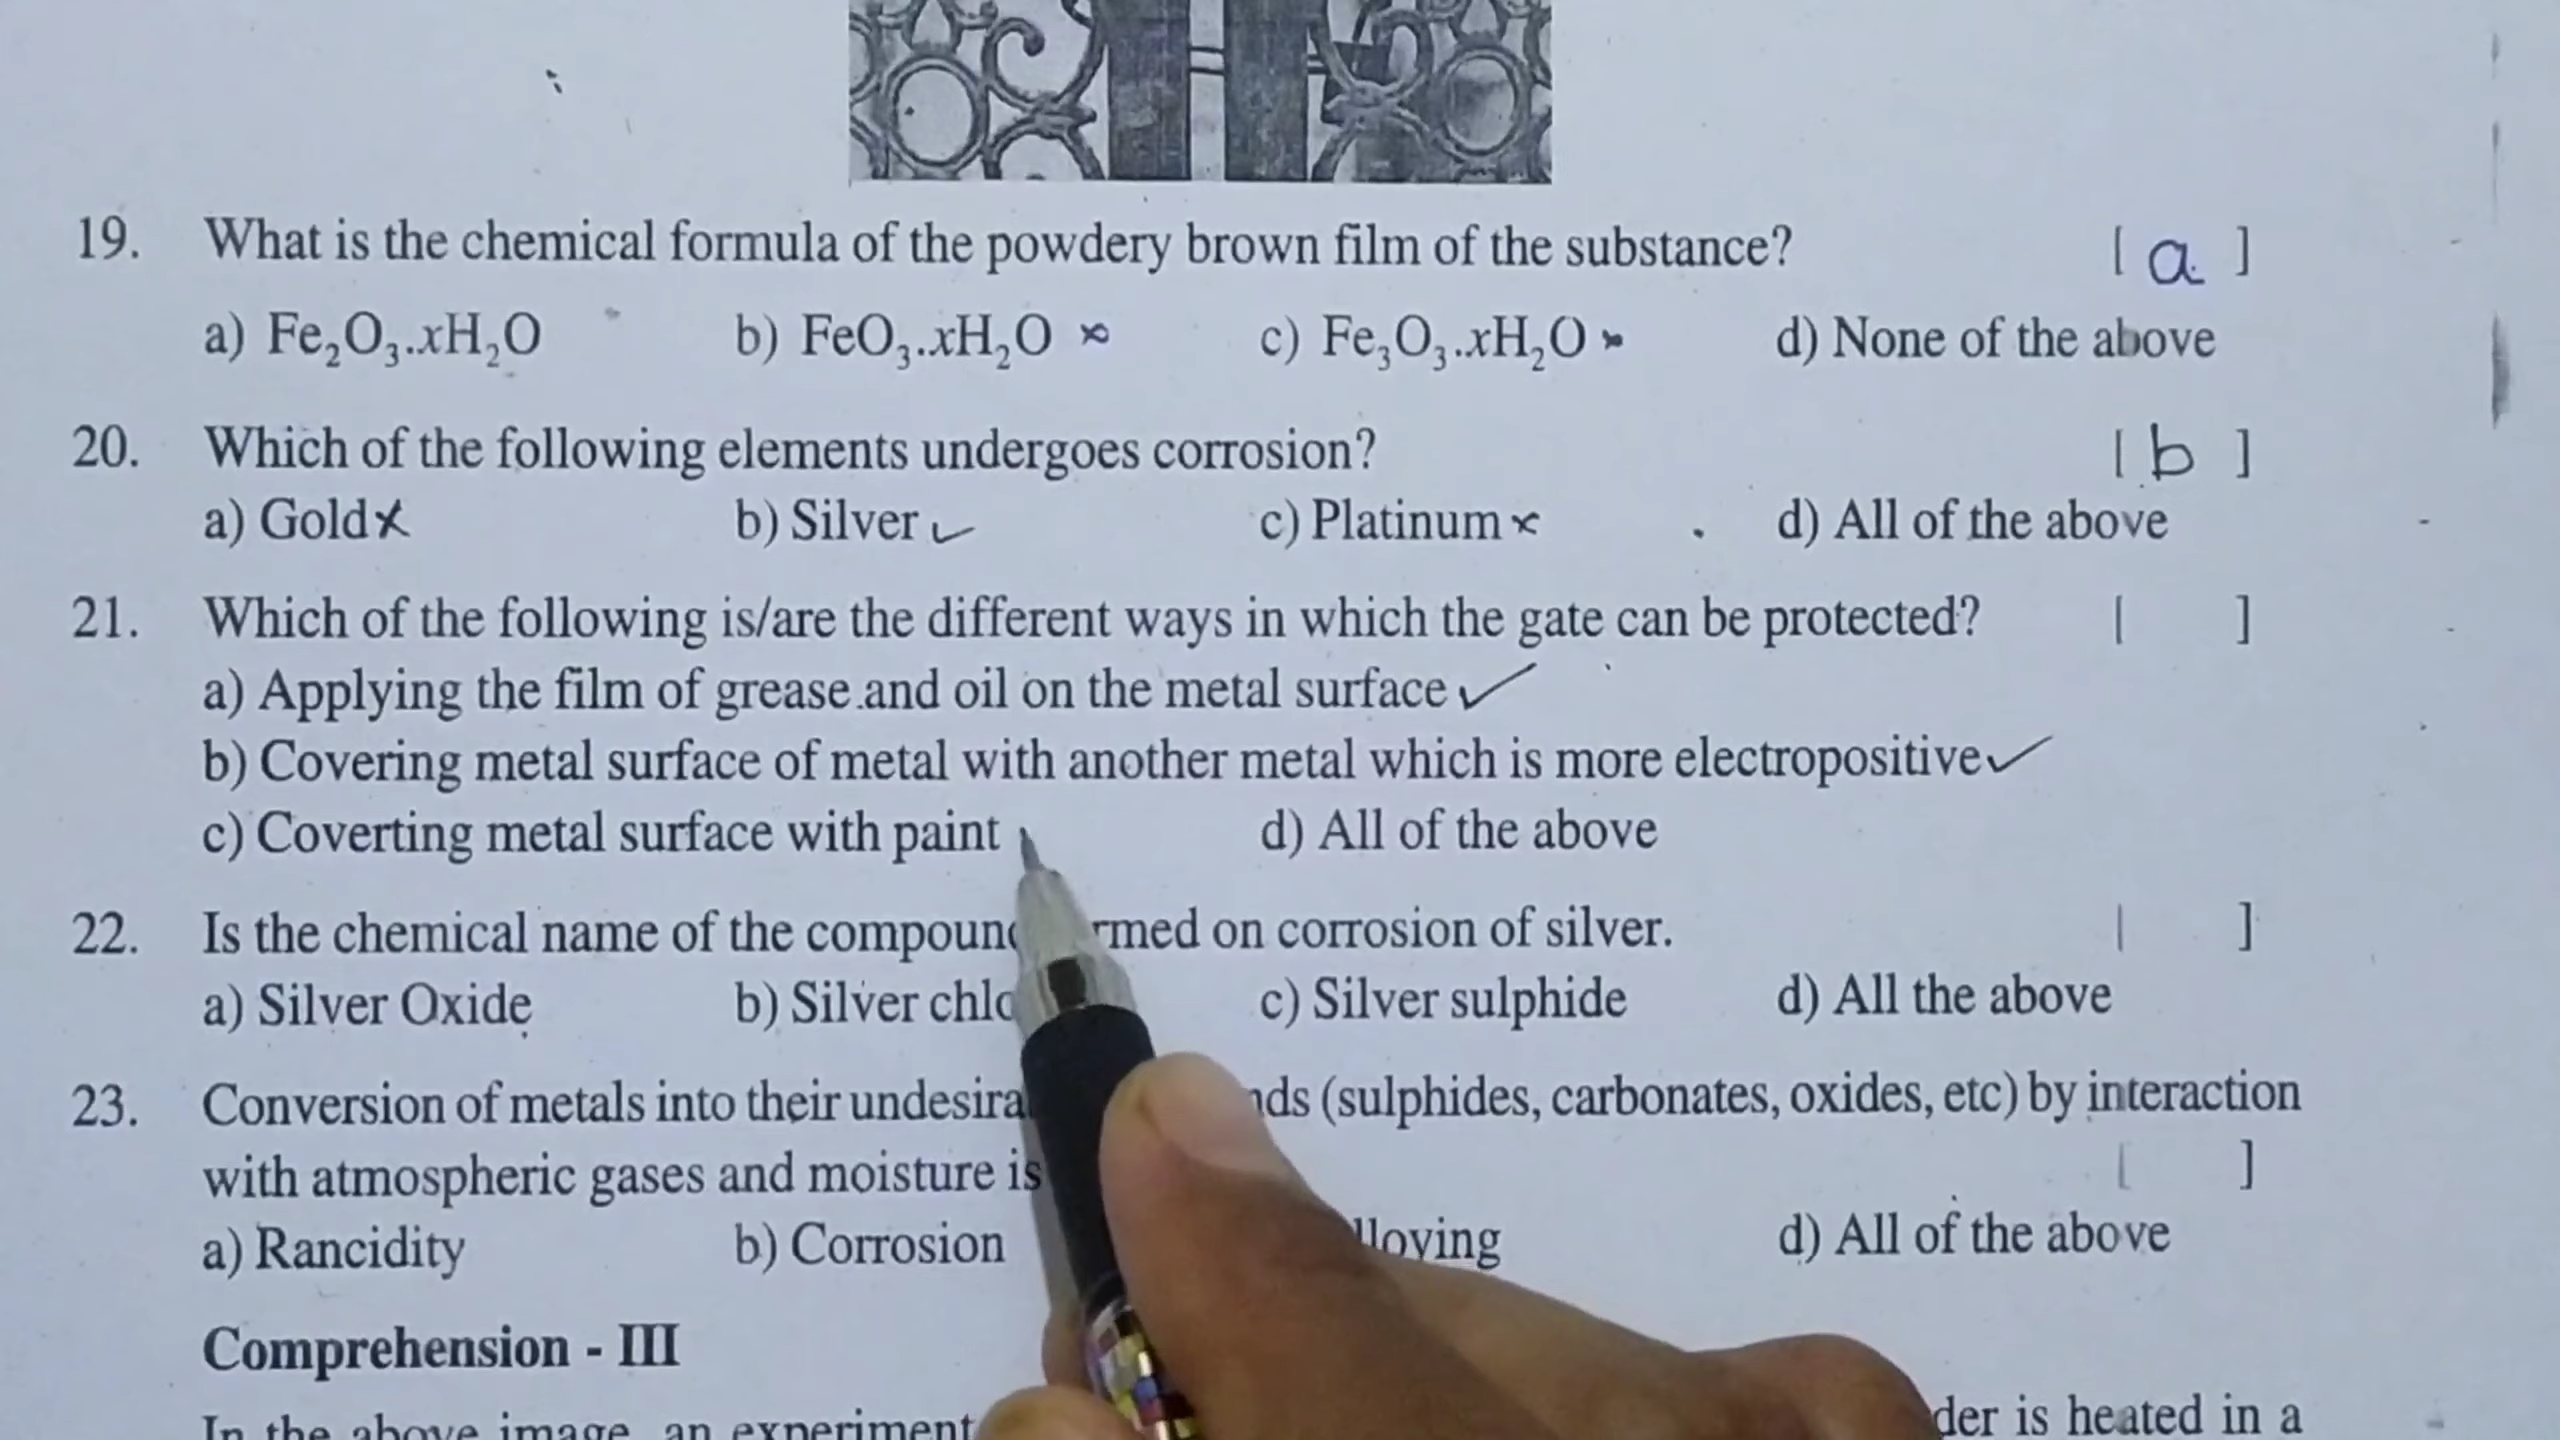 19. What is the chemical formula of the powdery brown film of the substance? [ a ]
a) Fe₂O₃.xH₂O b) FeO₃.xH₂O × c) Fe₃O₃.xH₂O × d) None of the above
20. Which of the following elements undergoes corrosion? [ b ]
a) Gold × b) Silver ✓ c) Platinum × d) All of the above
21. Which of the following is/are the different ways in which the gate can be protected? [ ]
a) Applying the film of grease and oil on the metal surface ✓
b) Covering metal surface of metal with another metal which is more electropositive ✓
c) Coverting metal surface with paint d) All of the above
22. Is the chemical name of the on corrosion of silver. [ ]
a) Silver Oxide b) Silver c) Silver sulphide d) All the above
23. Conversion of metals into their (sulphides, carbonates, oxides, etc) by interaction
with atmospheric gases and moisture is [ ]
a) Rancidity b) Corrosion d) All of the above
Comprehension - III
In the above image, an experiment is heated in a